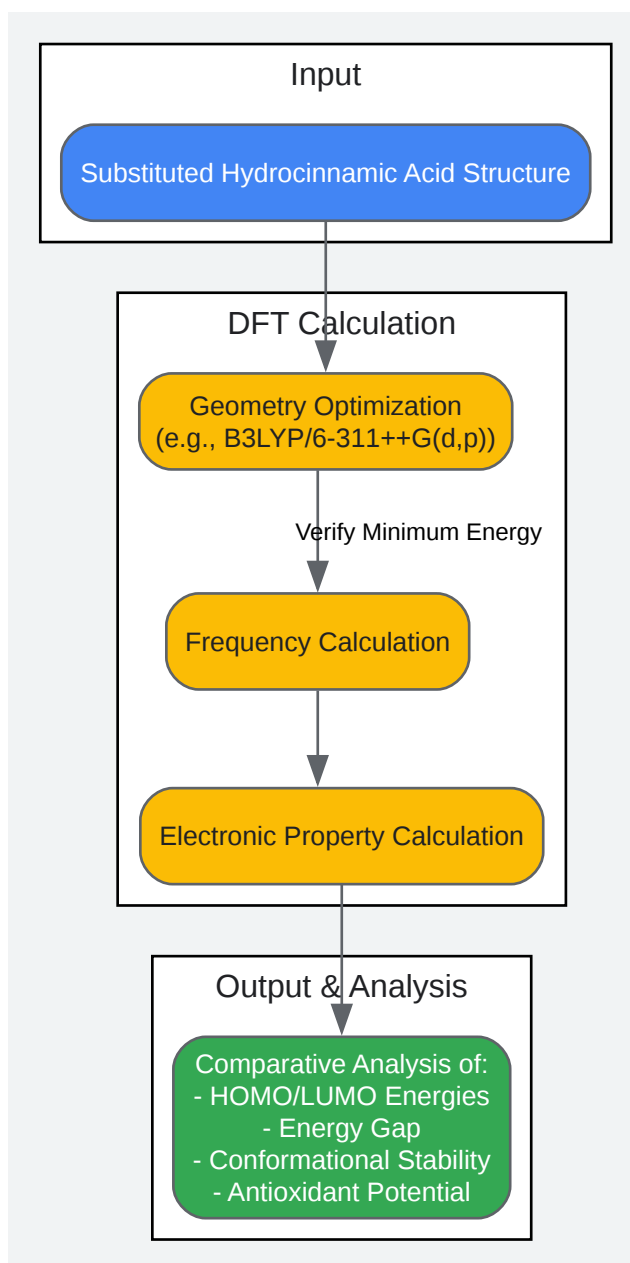 Input
Substituted Hydrocinnamic Acid Structure
DFT Calculation
Geometry Optimization
(e.g., B3LYP/6-311++G(d,p))
Verify Minimum Energy
Frequency Calculation
Electronic Property Calculation
Output & Analysis
Comparative Analysis of:
- HOMO/LUMO Energies
- Energy Gap
- Conformational Stability
- Antioxidant Potential